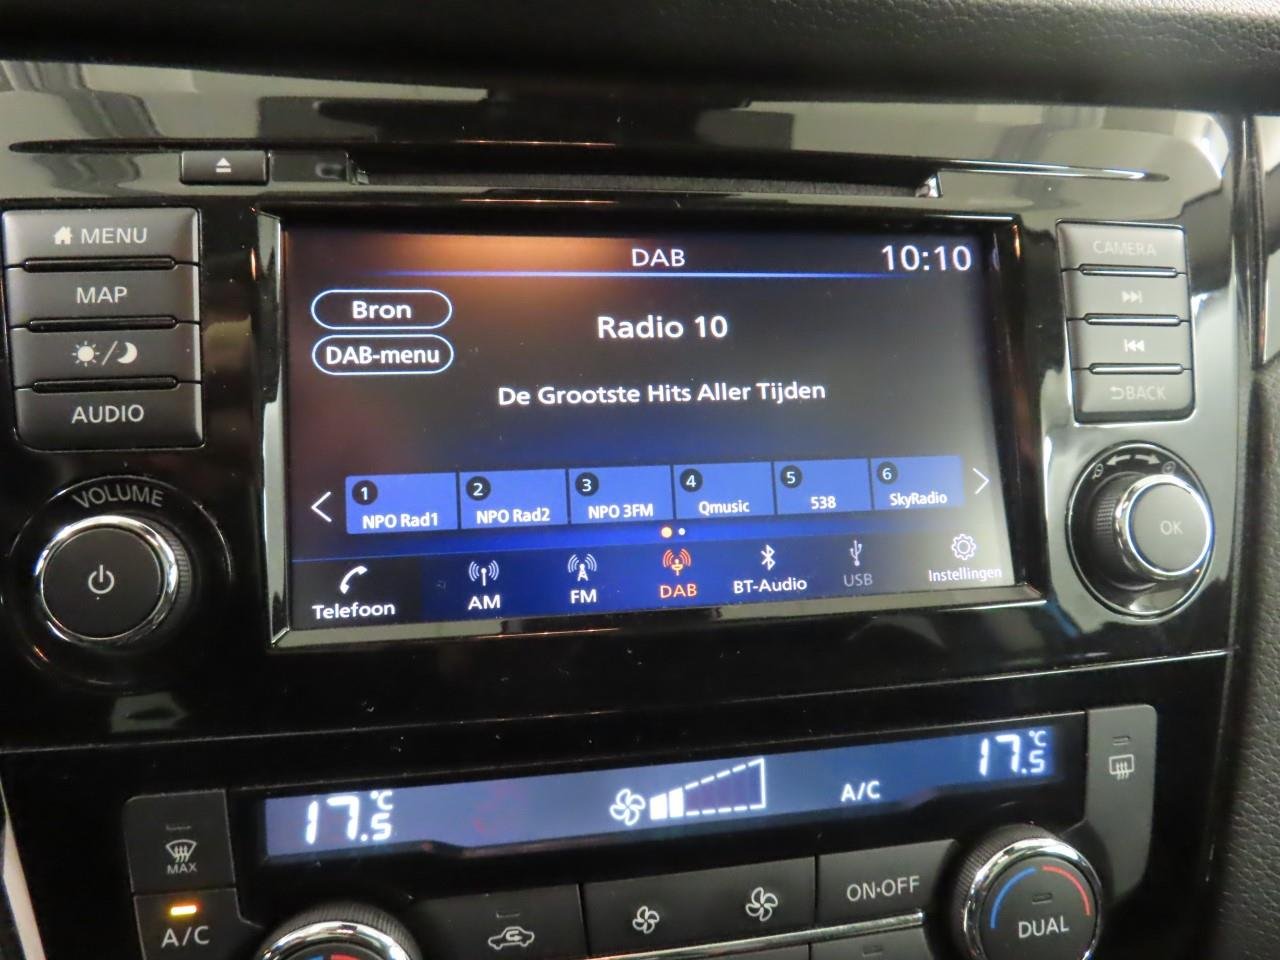 MENU
MAP
AUDIO
VOLUME
DAB
10:10
Bron
DAB-menu
Radio 10
De Grootste Hits Aller Tijden
1 NPO Rad1
2 NPO Rad2
3 NPO 3FM
4 Qmusic
5 538
6 SkyRadio
Telefoon
AM
FM
DAB
BT-Audio
USB
Instellingen
CAMERA
BACK
OK
17.5 °C
A/C
17.5 °C
MAX
A/C
ON·OFF
DUAL